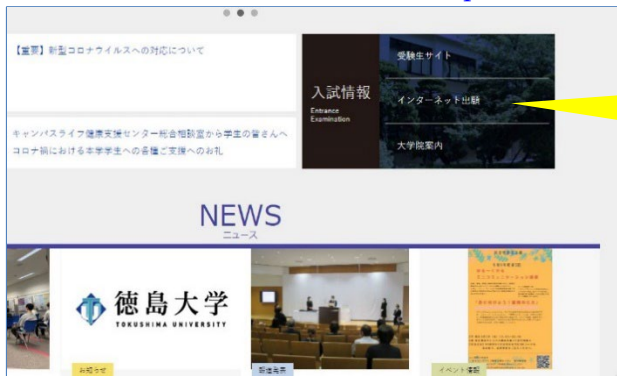 【重要】新型コロナウイルスへの対応について
キャンパスライフ健康支援センター総合相談室から学生の皆さんへ
コロナ禍における本学学生への各種ご支援へのお礼
入試情報
Entrance
Examination
受験生サイト
インターネット出願
大学院案内
NEWS
ニュース
徳島大学
TOKUSHIMA UNIVERSITY
お知らせ
報道発表
イベント情報